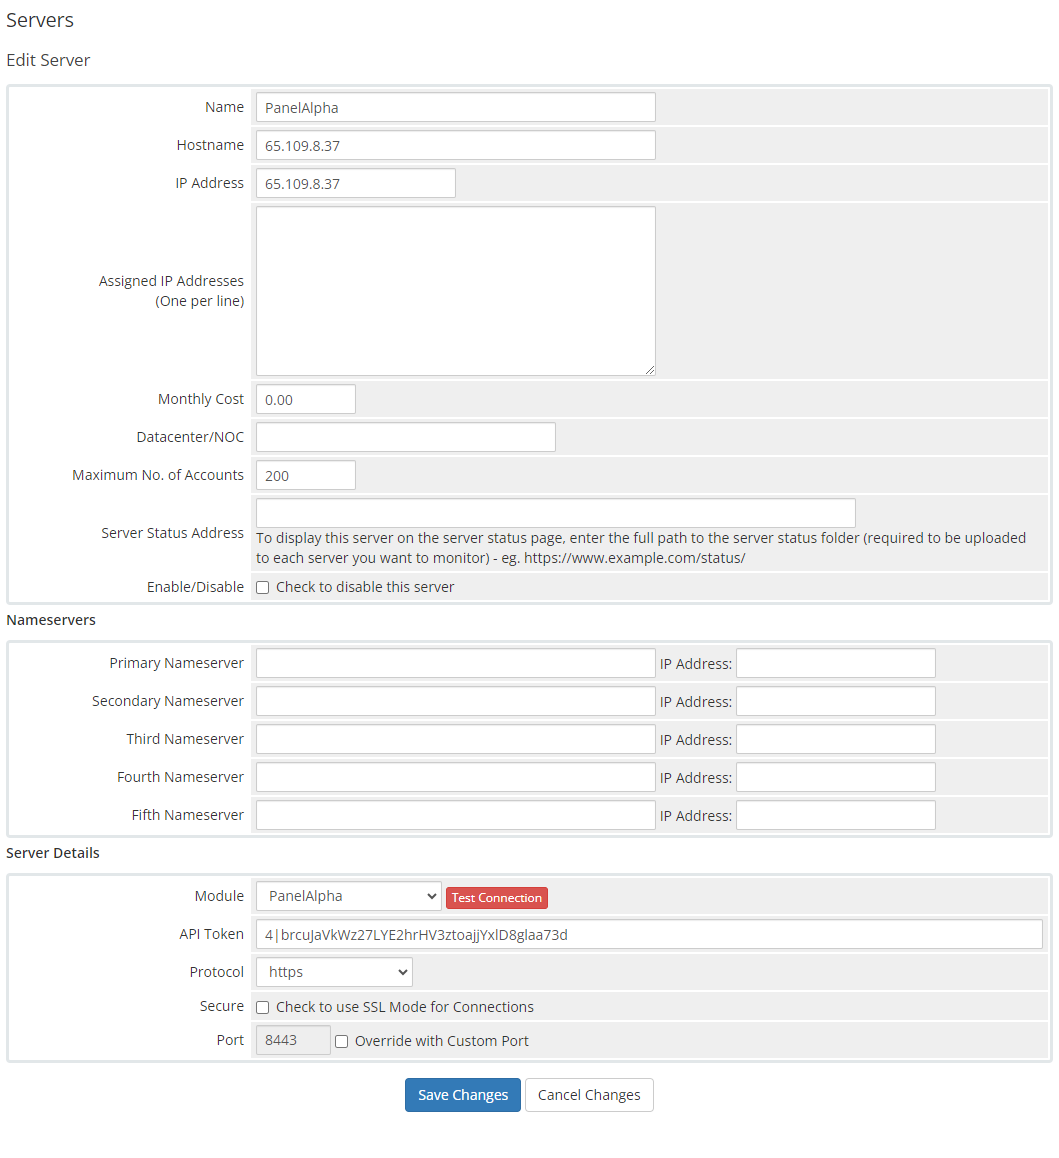 Servers
Edit Server
Name PanelAlpha
Hostname 65.109.8.37
IP Address 65.109.8.37
Assigned IP Addresses
(One per line)
Monthly Cost 0.00
Datacenter/NOC
Maximum No. of Accounts 200
Server Status Address
To display this server on the server status page, enter the full path to the server status folder (required to be uploaded
to each server you want to monitor) - eg. https://www.example.com/status/
Enable/Disable Check to disable this server
Nameservers
Primary Nameserver IP Address:
Secondary Nameserver IP Address:
Third Nameserver IP Address:
Fourth Nameserver IP Address:
Fifth Nameserver IP Address:
Server Details
Module PanelAlpha Test Connection
API Token 4|brcuJaVkWz27LYE2hrHV3ztoajjYxlD8glaa73d
Protocol https
Secure Check to use SSL Mode for Connections
Port 8443 Override with Custom Port
Save Changes Cancel Changes